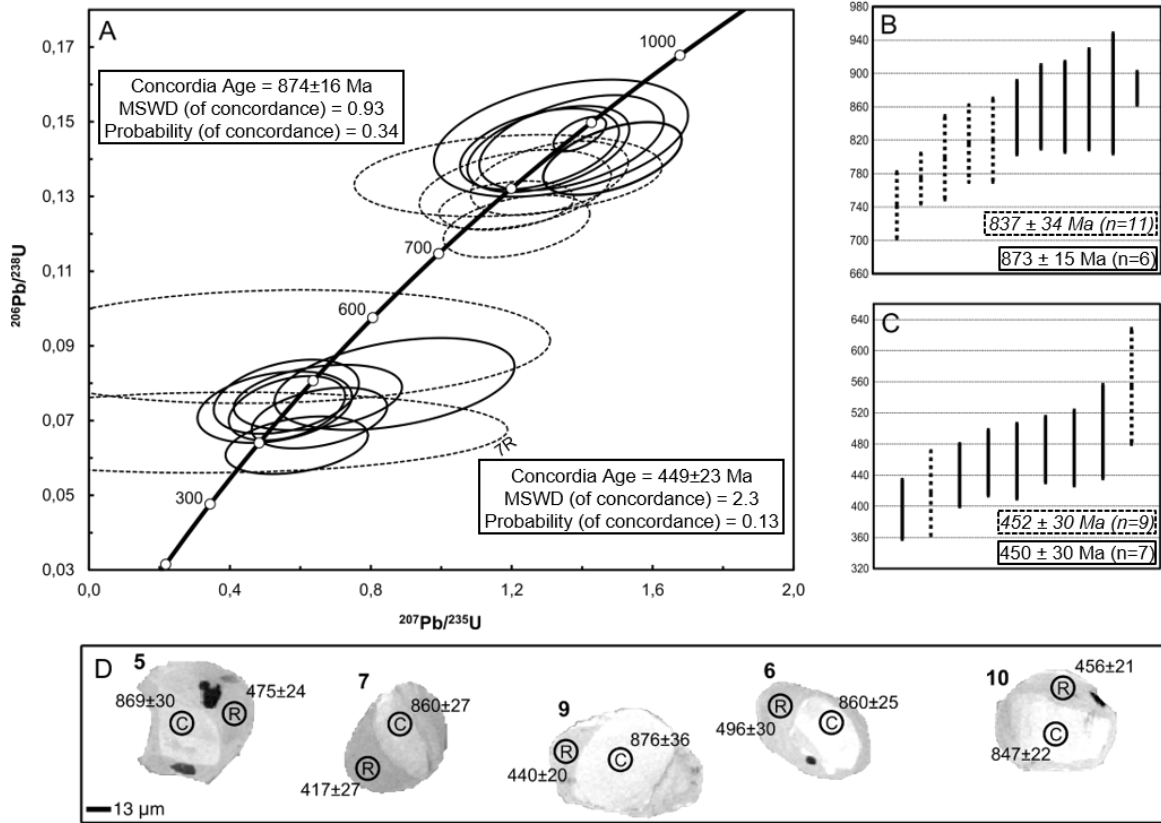 A
0,17
0,15
0,13
0,11
0,09
0,07
0,05
0,03
206Pb/238U
0,0
0,4
0,8
1,2
1,6
2,0
207Pb/235U
1000
700
600
300
7R
Concordia Age = 874±16 Ma
MSWD (of concordance) = 0.93
Probability (of concordance) = 0.34
Concordia Age = 449±23 Ma
MSWD (of concordance) = 2.3
Probability (of concordance) = 0.13
B
980
940
900
860
820
780
740
700
660
837 ± 34 Ma (n=11)
873 ± 15 Ma (n=6)
C
640
600
560
520
480
440
400
360
320
452 ± 30 Ma (n=9)
450 ± 30 Ma (n=7)
D
5
869±30
475±24
C
R
7
860±27
C
R
417±27
9
R
C
876±36
440±20
6
R
C
860±25
496±30
10
456±21
R
C
847±22
13 µm